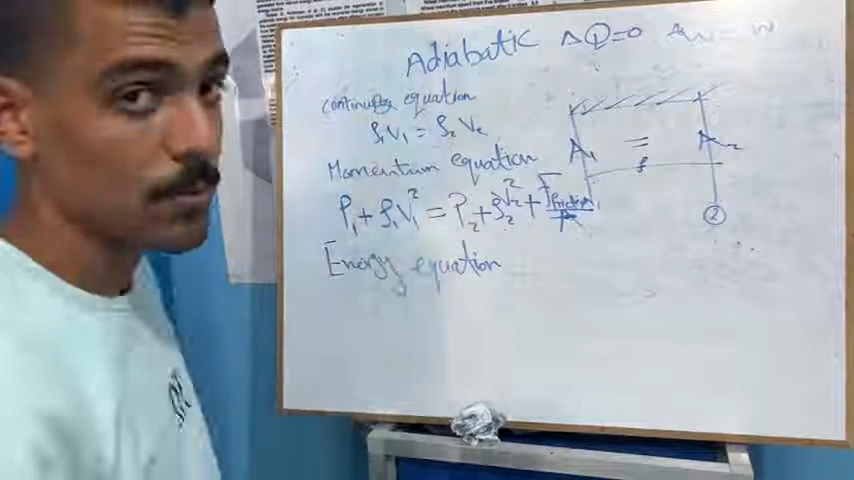 Adiabatic ΔQ=0
continuity equation
ρ₁V₁ = ρ₂V₂
Momentum equation
P₁+ρ₁V₁² = P₂+ρ₂V₂²+Ffriction/A
Energy equation
A₁ = A₂
f
②